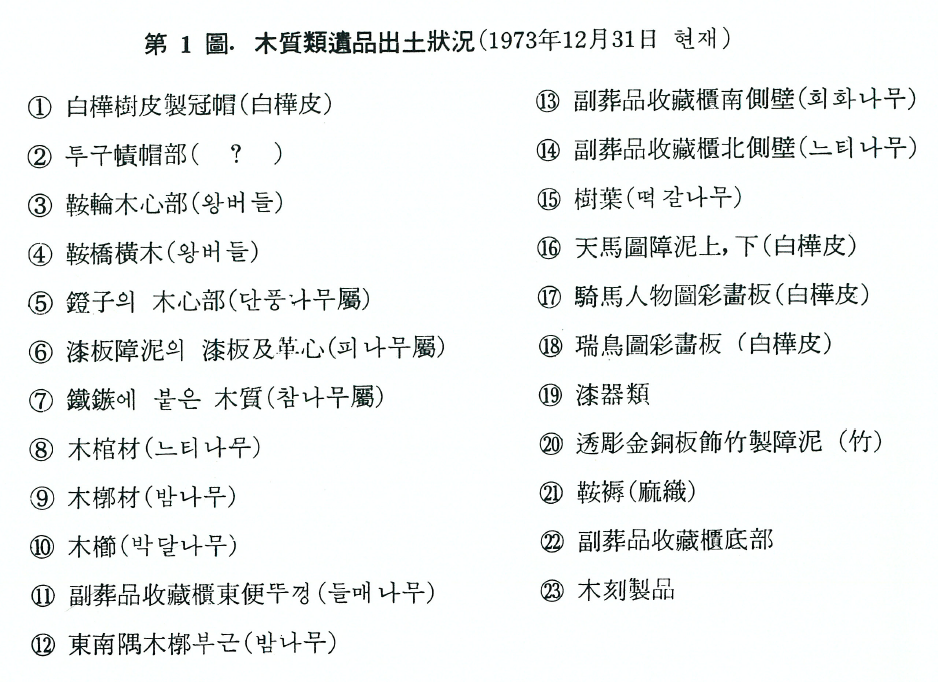 第 1 圖. 木質類遺品出土狀況(1973年12月31日 현재)
① 白樺樹皮製冠帽(白樺皮)
② 투구幘帽部( ? )
③ 鞍輪木心部(왕버들)
④ 鞍橋橫木(왕버들)
⑤ 鐙子의 木心部(단풍나무屬)
⑥ 漆板障泥의 漆板及革心(피나무屬)
⑦ 鐵鏃에 붙은 木質(참나무屬)
⑧ 木棺材(느티나무)
⑨ 木槨材(밤나무)
⑩ 木櫛(박달나무)
⑪ 副葬品收藏櫃東便뚜껑(들매나무)
⑫ 東南隅木槨부근(밤나무)
⑬ 副葬品收藏櫃南側壁(회화나무)
⑭ 副葬品收藏櫃北側壁(느티나무)
⑮ 樹葉(떡갈나무)
⑯ 天馬圖障泥上, 下(白樺皮)
⑰ 騎馬人物圖彩畵板(白樺皮)
⑱ 瑞鳥圖彩畵板 (白樺皮)
⑲ 漆器類
⑳ 透彫金銅板飾竹製障泥 (竹)
㉑ 鞍褥(麻織)
㉒ 副葬品收藏櫃底部
㉓ 木刻製品